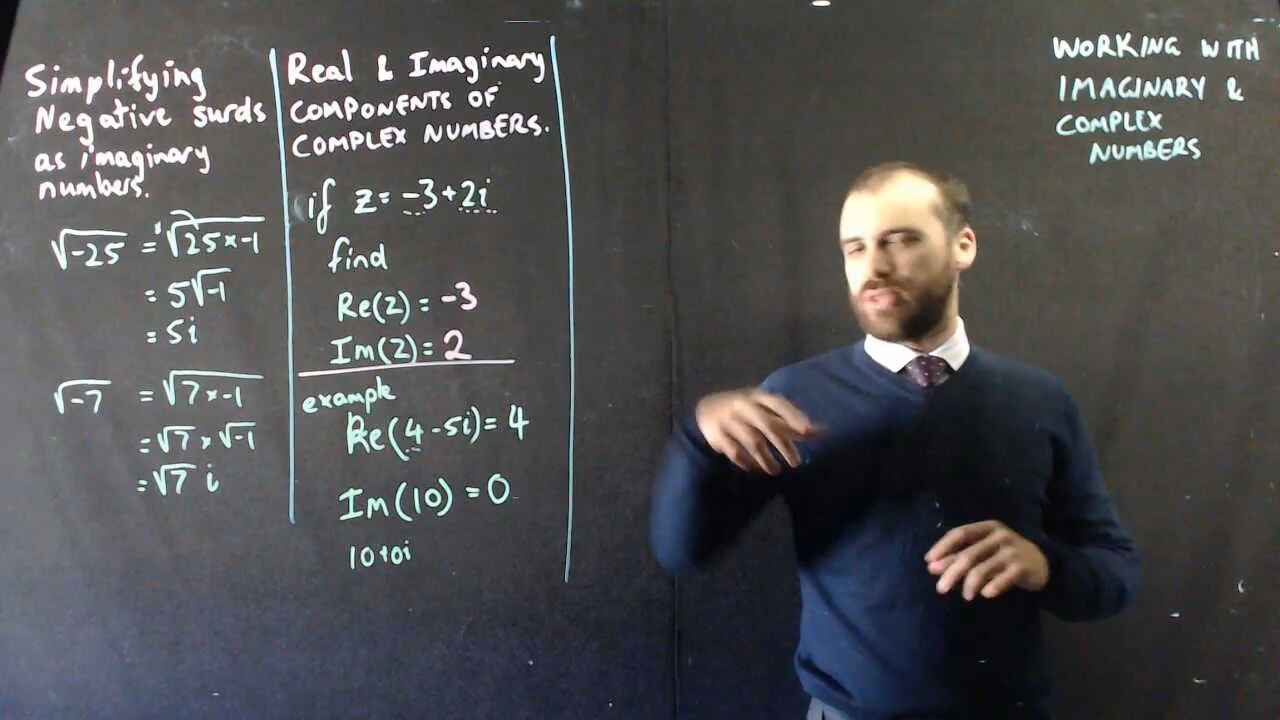 Simplifying
Negative surds
as imaginary
numbers.
√-25 = √25×-1
= 5√-1
= 5i
√-7 = √7×-1
= √7 × √-1
= √7 i
Real & Imaginary
COMPONENTS OF
COMPLEX NUMBERS.
if z = -3+2i
find
Re(z) = -3
Im(z) = 2
example
Re(4-5i) = 4
Im(10) = 0
10+0i
WORKING WITH
IMAGINARY &
COMPLEX
NUMBERS